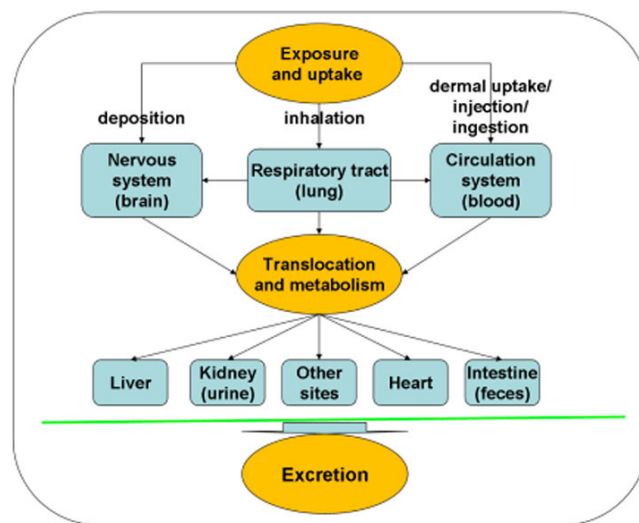 Exposure
and uptake
deposition
inhalation
dermal uptake/
injection/
ingestion
Nervous
system
(brain)
Respiratory tract
(lung)
Circulation
system
(blood)
Translocation
and metabolism
Liver
Kidney
(urine)
Other
sites
Heart
Intestine
(feces)
Excretion